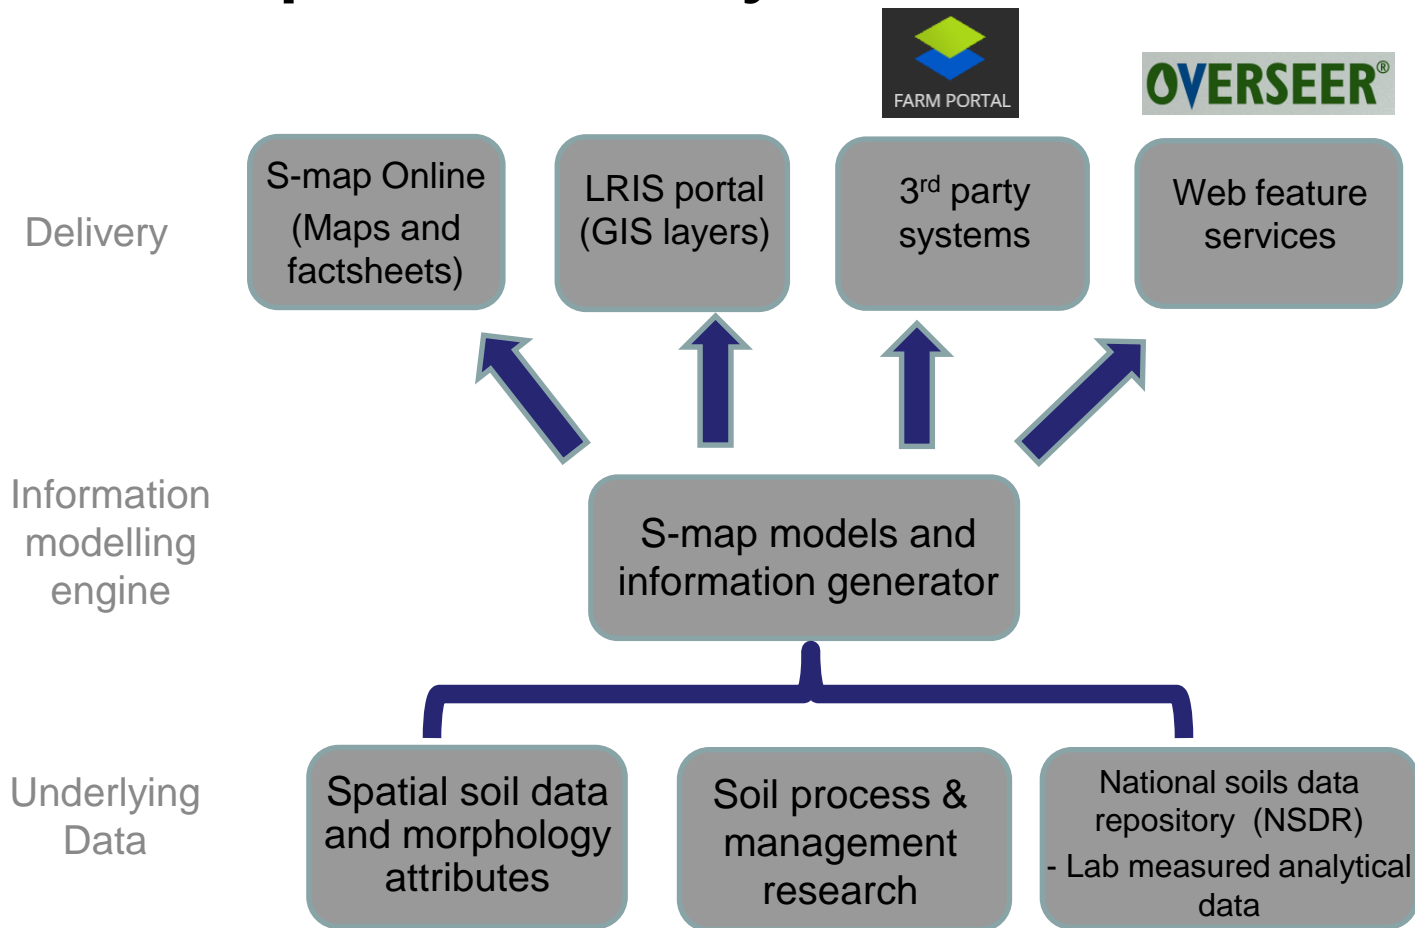 FARM PORTAL
OVERSEER®
Delivery
S-map Online
(Maps and
factsheets)
LRIS portal
(GIS layers)
3rd party
systems
Web feature
services
Information
modelling
engine
S-map models and
information generator
Underlying
Data
Spatial soil data
and morphology
attributes
Soil process &
management
research
National soils data
repository (NSDR)
- Lab measured analytical
data